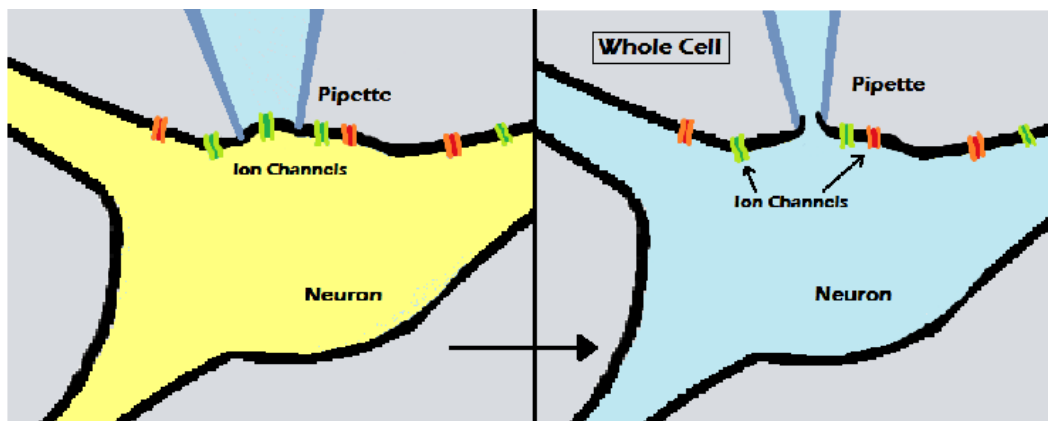 Pipette
Ion Channels
Neuron
Whole Cell
Pipette
Ion Channels
Neuron